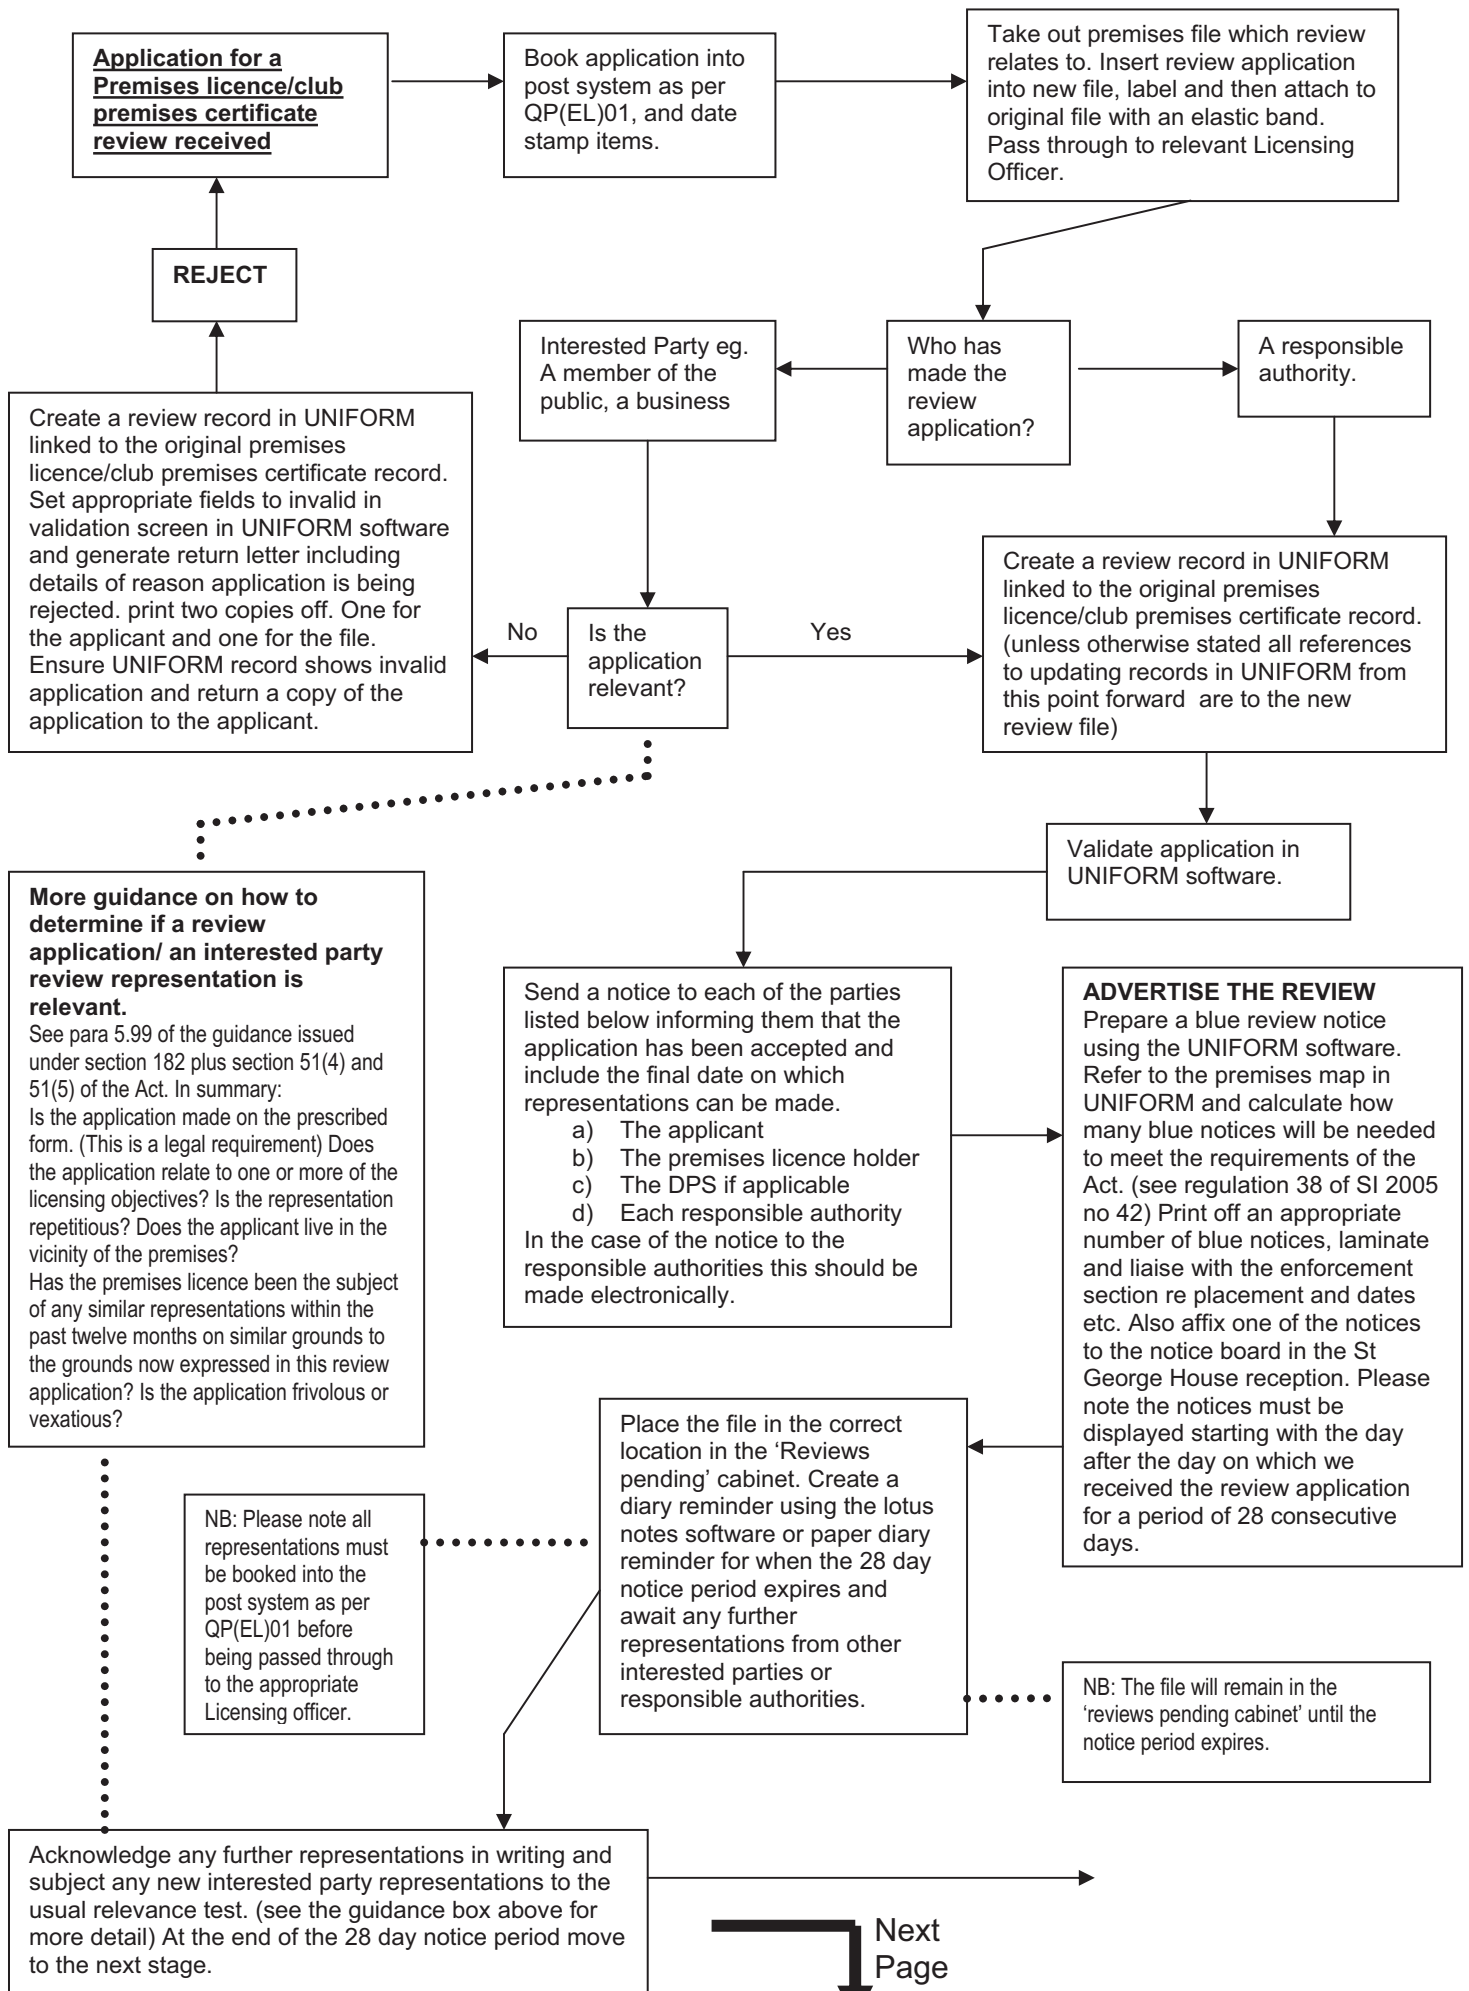 Application for a
Premises licence/club
premises certificate
review received
Book application into
post system as per
QP(EL)01, and date
stamp items.
Take out premises file which review
relates to. Insert review application
into new file, label and then attach to
original file with an elastic band.
Pass through to relevant Licensing
Officer.
REJECT
Interested Party eg.
A member of the
public, a business
Who has
made the
review
application?
A responsible
authority.
Create a review record in UNIFORM
linked to the original premises
licence/club premises certificate record.
Set appropriate fields to invalid in
validation screen in UNIFORM software
and generate return letter including
details of reason application is being
rejected. print two copies off. One for
the applicant and one for the file.
Ensure UNIFORM record shows invalid
application and return a copy of the
application to the applicant.
No
Is the
application
relevant?
Yes
Create a review record in UNIFORM
linked to the original premises
licence/club premises certificate record.
(unless otherwise stated all references
to updating records in UNIFORM from
this point forward  are to the new
review file)
Validate application in
UNIFORM software.
More guidance on how to
determine if a review
application/ an interested party
review representation is
relevant.
See para 5.99 of the guidance issued
under section 182 plus section 51(4) and
51(5) of the Act. In summary:
Is the application made on the prescribed
form. (This is a legal requirement) Does
the application relate to one or more of the
licensing objectives? Is the representation
repetitious? Does the applicant live in the
vicinity of the premises?
Has the premises licence been the subject
of any similar representations within the
past twelve months on similar grounds to
the grounds now expressed in this review
application? Is the application frivolous or
vexatious?
Send a notice to each of the parties
listed below informing them that the
application has been accepted and
include the final date on which
representations can be made.
a) The applicant
b) The premises licence holder
c) The DPS if applicable
d) Each responsible authority
In the case of the notice to the
responsible authorities this should be
made electronically.
ADVERTISE THE REVIEW
Prepare a blue review notice
using the UNIFORM software.
Refer to the premises map in
UNIFORM and calculate how
many blue notices will be needed
to meet the requirements of the
Act. (see regulation 38 of SI 2005
no 42) Print off an appropriate
number of blue notices, laminate
and liaise with the enforcement
section re placement and dates
etc. Also affix one of the notices
to the notice board in the St
George House reception. Please
note the notices must be
displayed starting with the day
after the day on which we
received the review application
for a period of 28 consecutive
days.
Place the file in the correct
location in the ‘Reviews
pending’ cabinet. Create a
diary reminder using the lotus
notes software or paper diary
reminder for when the 28 day
notice period expires and
await any further
representations from other
interested parties or
responsible authorities.
NB: Please note all
representations must
be booked into the
post system as per
QP(EL)01 before
being passed through
to the appropriate
Licensing officer.
NB: The file will remain in the
‘reviews pending cabinet’ until the
notice period expires.
Acknowledge any further representations in writing and
subject any new interested party representations to the
usual relevance test. (see the guidance box above for
more detail) At the end of the 28 day notice period move
to the next stage.
Next
Page